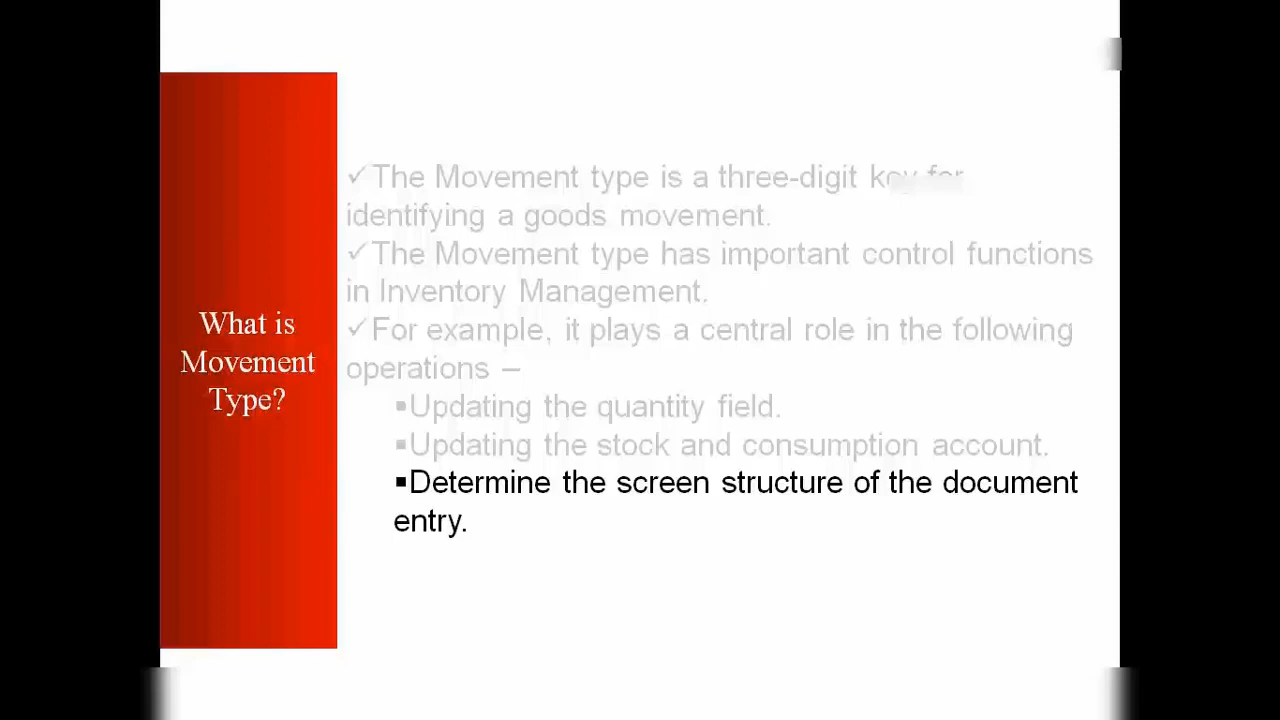 What is
Movement
Type?
✓The Movement type is a three-digit key for
identifying a goods movement.
✓The Movement type has important control functions
in Inventory Management.
✓For example, it plays a central role in the following
operations –
▪Updating the quantity field.
▪Updating the stock and consumption account.
▪Determine the screen structure of the document
entry.